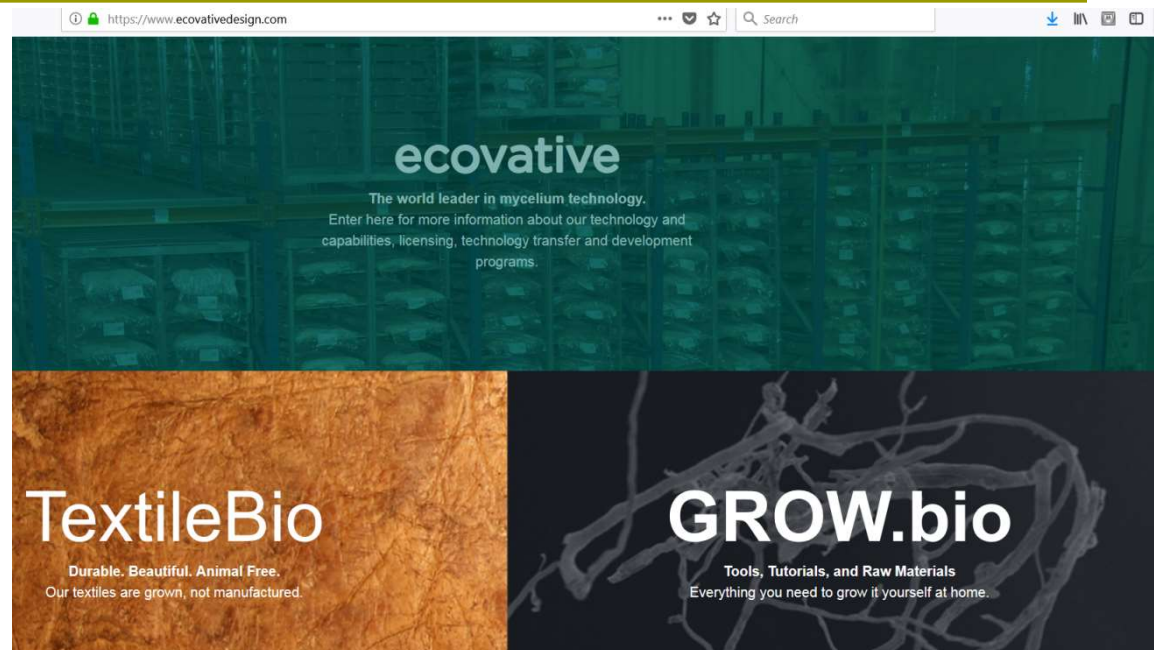 https://www.ecovativedesign.com
Search
ecovative
The world leader in mycelium technology.
Enter here for more information about our technology and
capabilities, licensing, technology transfer and development
programs.
TextileBio
Durable. Beautiful. Animal Free.
Our textiles are grown, not manufactured.
GROW.bio
Tools, Tutorials, and Raw Materials
Everything you need to grow it yourself at home.